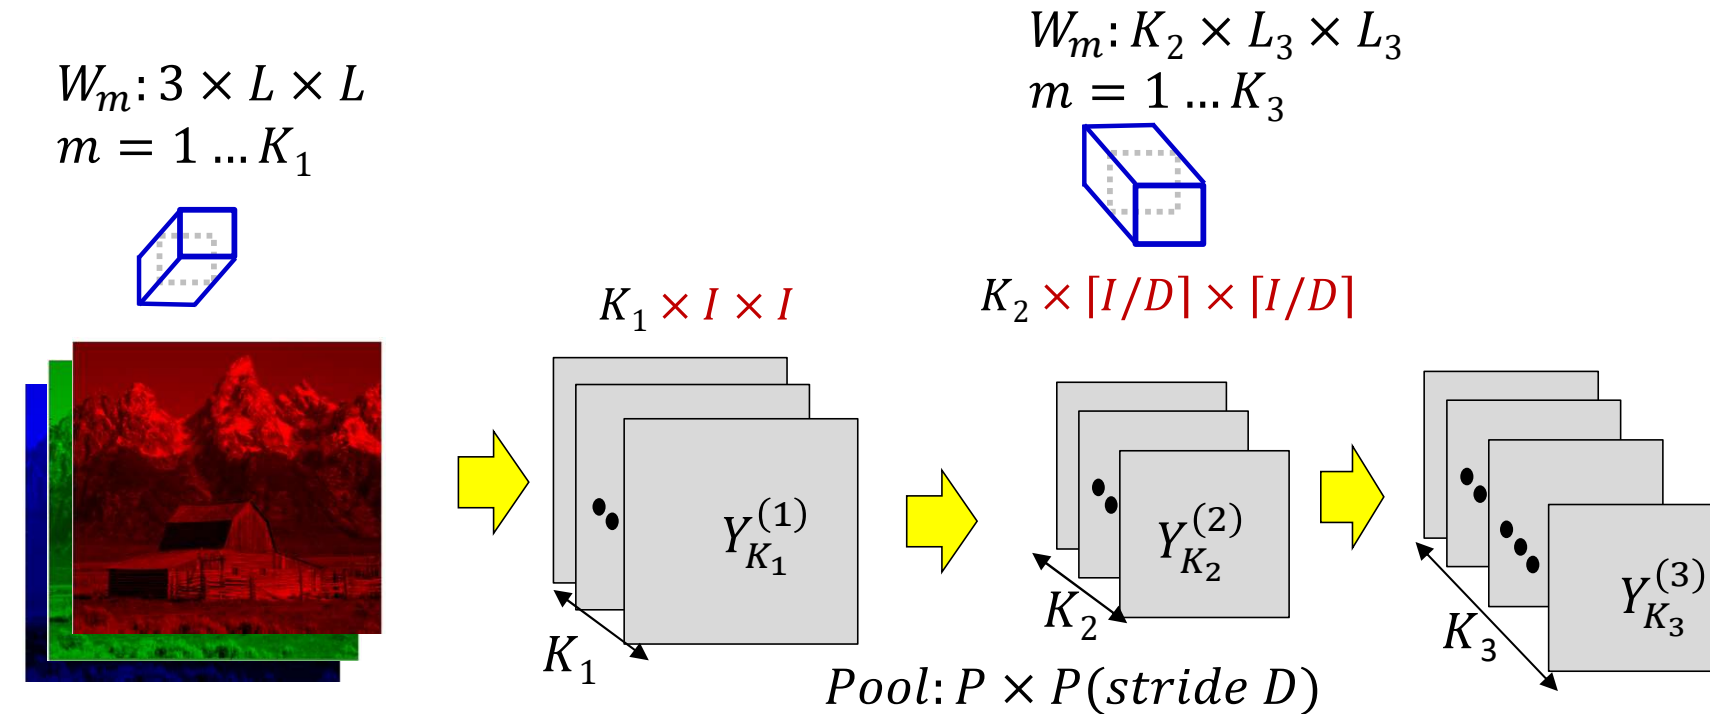 W_m: 3 × L × L
m = 1 … K_1
W_m: K_2 × L_3 × L_3
m = 1 … K_3
K_1 × I × I
K_2 × ⌈I/D⌉ × ⌈I/D⌉
Y_{K_1}^{(1)}
Y_{K_2}^{(2)}
Y_{K_3}^{(3)}
K_1
K_2
K_3
Pool: P × P(stride D)